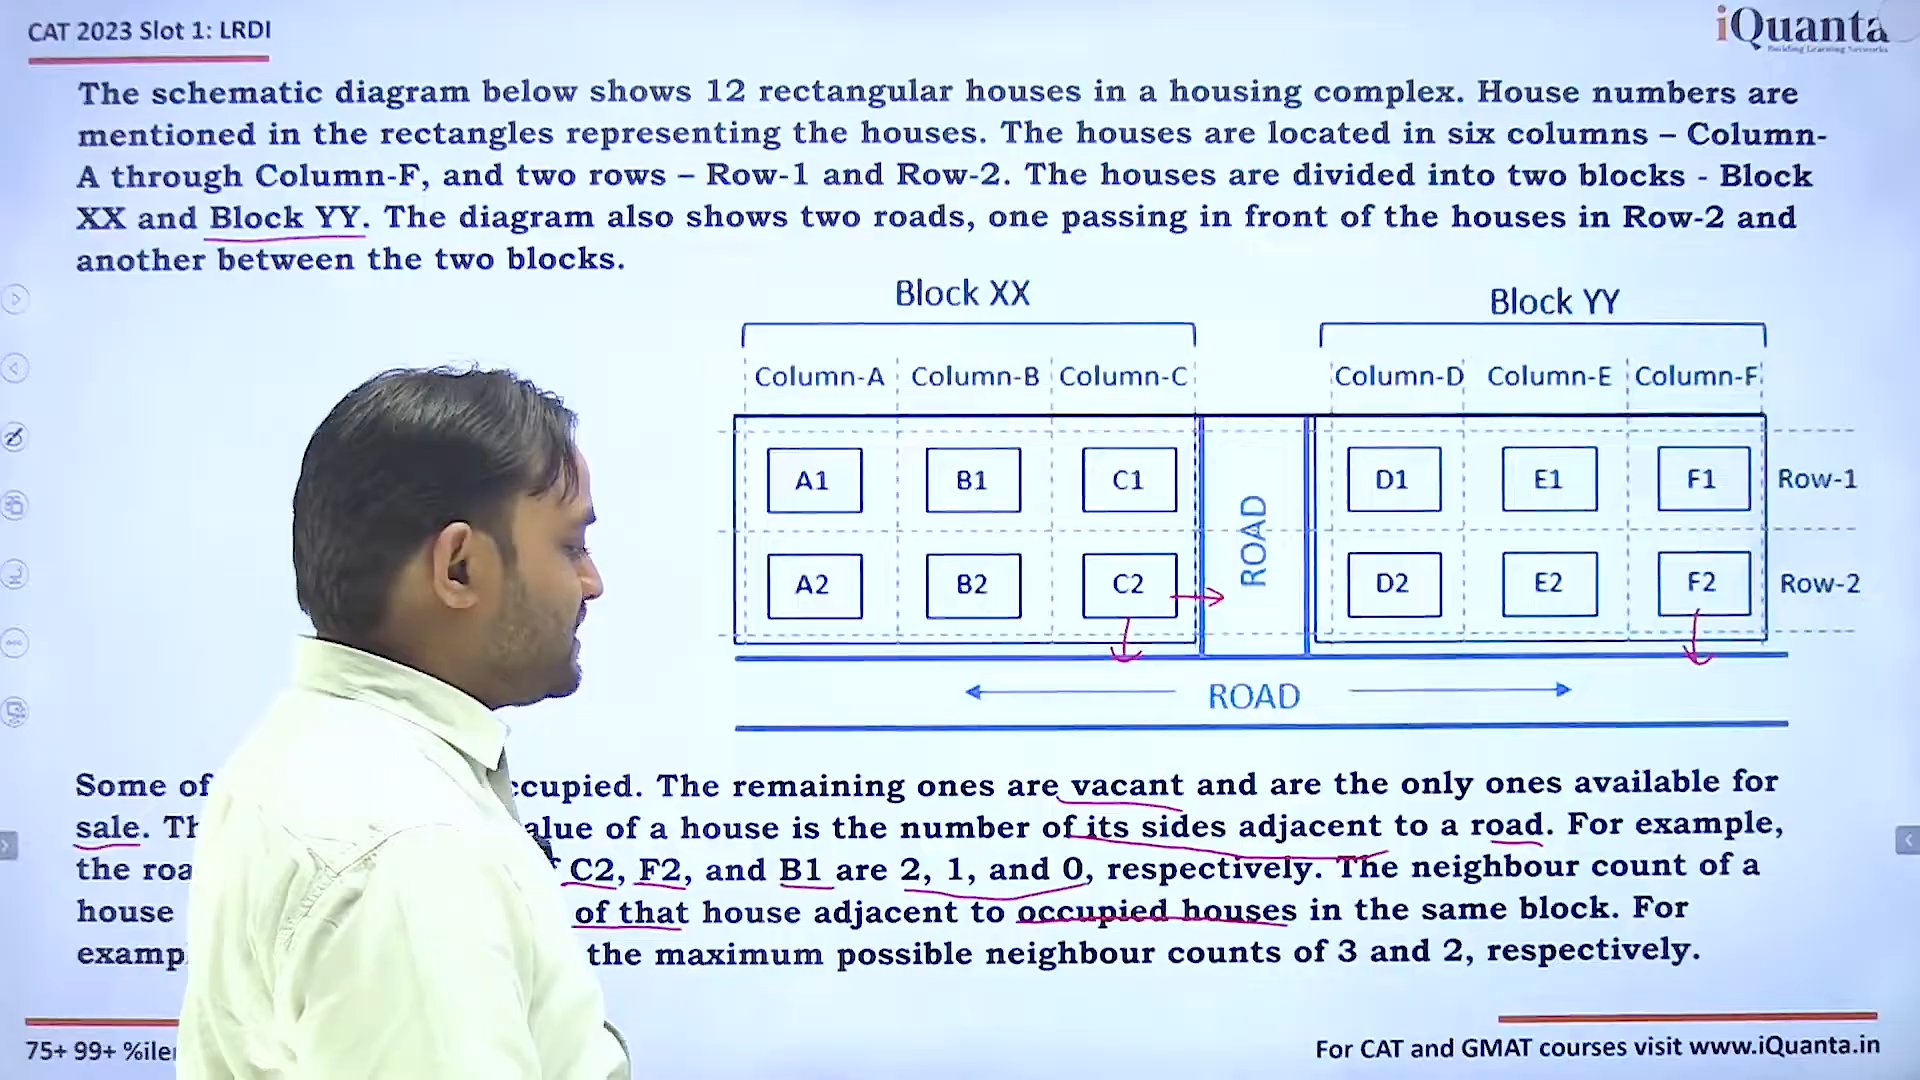 CAT 2023 Slot 1: LRDI
iQuanta
Building Learning Networks
The schematic diagram below shows 12 rectangular houses in a housing complex. House numbers are
mentioned in the rectangles representing the houses. The houses are located in six columns – Column-
A through Column-F, and two rows – Row-1 and Row-2. The houses are divided into two blocks - Block
XX and Block YY. The diagram also shows two roads, one passing in front of the houses in Row-2 and
another between the two blocks.
Block XX Block YY
Column-A Column-B Column-C Column-D Column-E Column-F
A1 B1 C1 D1 E1 F1 Row-1
ROAD
A2 B2 C2 D2 E2 F2 Row-2
ROAD
Some of ccupied. The remaining ones are vacant and are the only ones available for
sale. Th alue of a house is the number of its sides adjacent to a road. For example,
the roa C2, F2, and B1 are 2, 1, and 0, respectively. The neighbour count of a
house of that house adjacent to occupied houses in the same block. For
examp the maximum possible neighbour counts of 3 and 2, respectively.
75+ 99+ %iler For CAT and GMAT courses visit www.iQuanta.in